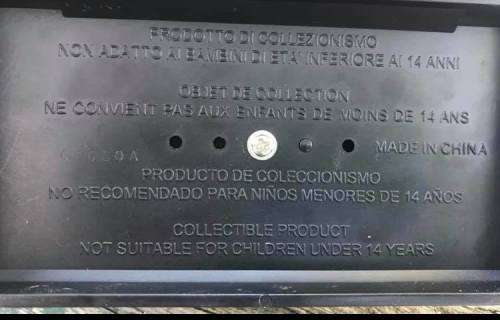 PRODOTTO DI COLLEZIONISMO
NON ADATTO AI BAMBINI DI ETA' INFERIORE AI 14 ANNI
OBJET DE COLLECTION
NE CONVIENT PAS AUX ENFANTS DE MOINS DE 14 ANS
MADE IN CHINA
PRODUCTO DE COLECCIONISMO
NO RECOMENDADO PARA NIÑOS MENORES DE 14 AÑOS
COLLECTIBLE PRODUCT
NOT SUITABLE FOR CHILDREN UNDER 14 YEARS